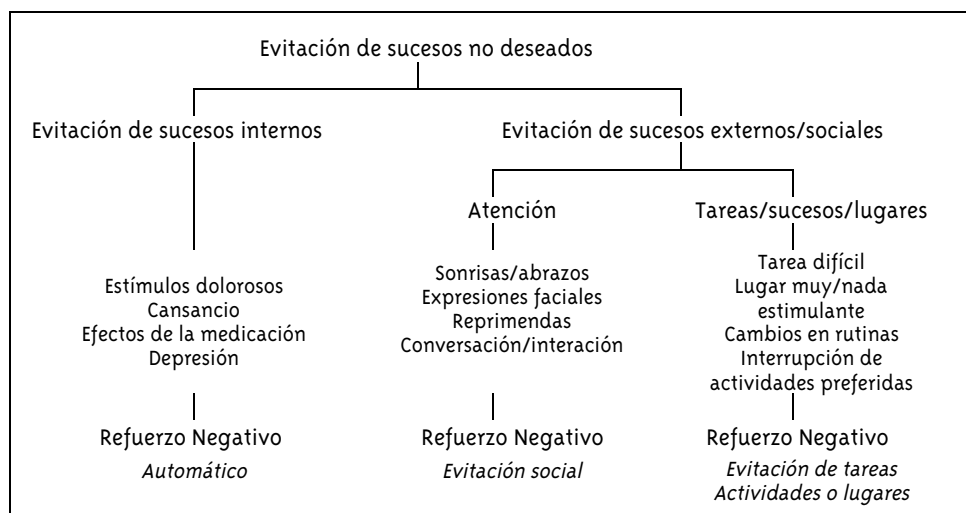 Evitación de sucesos no deseados
Evitación de sucesos internos
Evitación de sucesos externos/sociales
Atención
Tareas/sucesos/lugares
Estímulos dolorosos
Cansancio
Efectos de la medicación
Depresión
Sonrisas/abrazos
Expresiones faciales
Reprimendas
Conversación/interación
Tarea difícil
Lugar muy/nada
estimulante
Cambios en rutinas
Interrupción de
actividades preferidas
Refuerzo Negativo
Automático
Refuerzo Negativo
Evitación social
Refuerzo Negativo
Evitación de tareas
Actividades o lugares